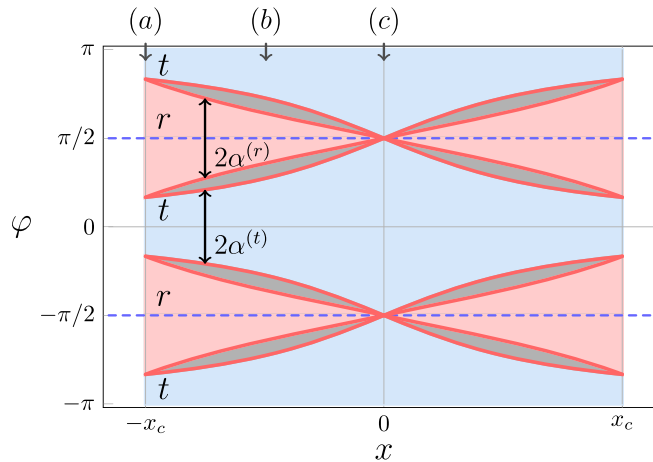 (a) (b) (c)
π
t
r
π/2
2α^{(r)}
t
φ
0
2α^{(t)}
r
−π/2
t
−π
−x_c 0 x_c
x